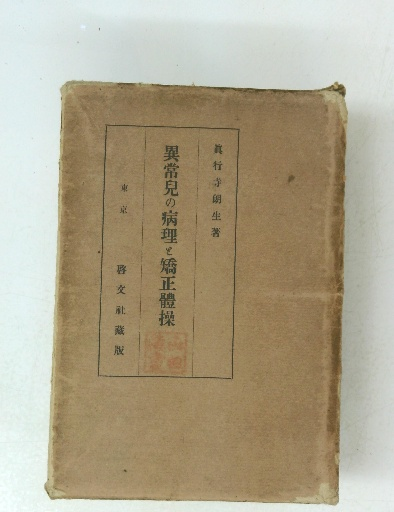 眞行寺朗生著
異常兒の病理と矯正體操
東京 啓文社藏版